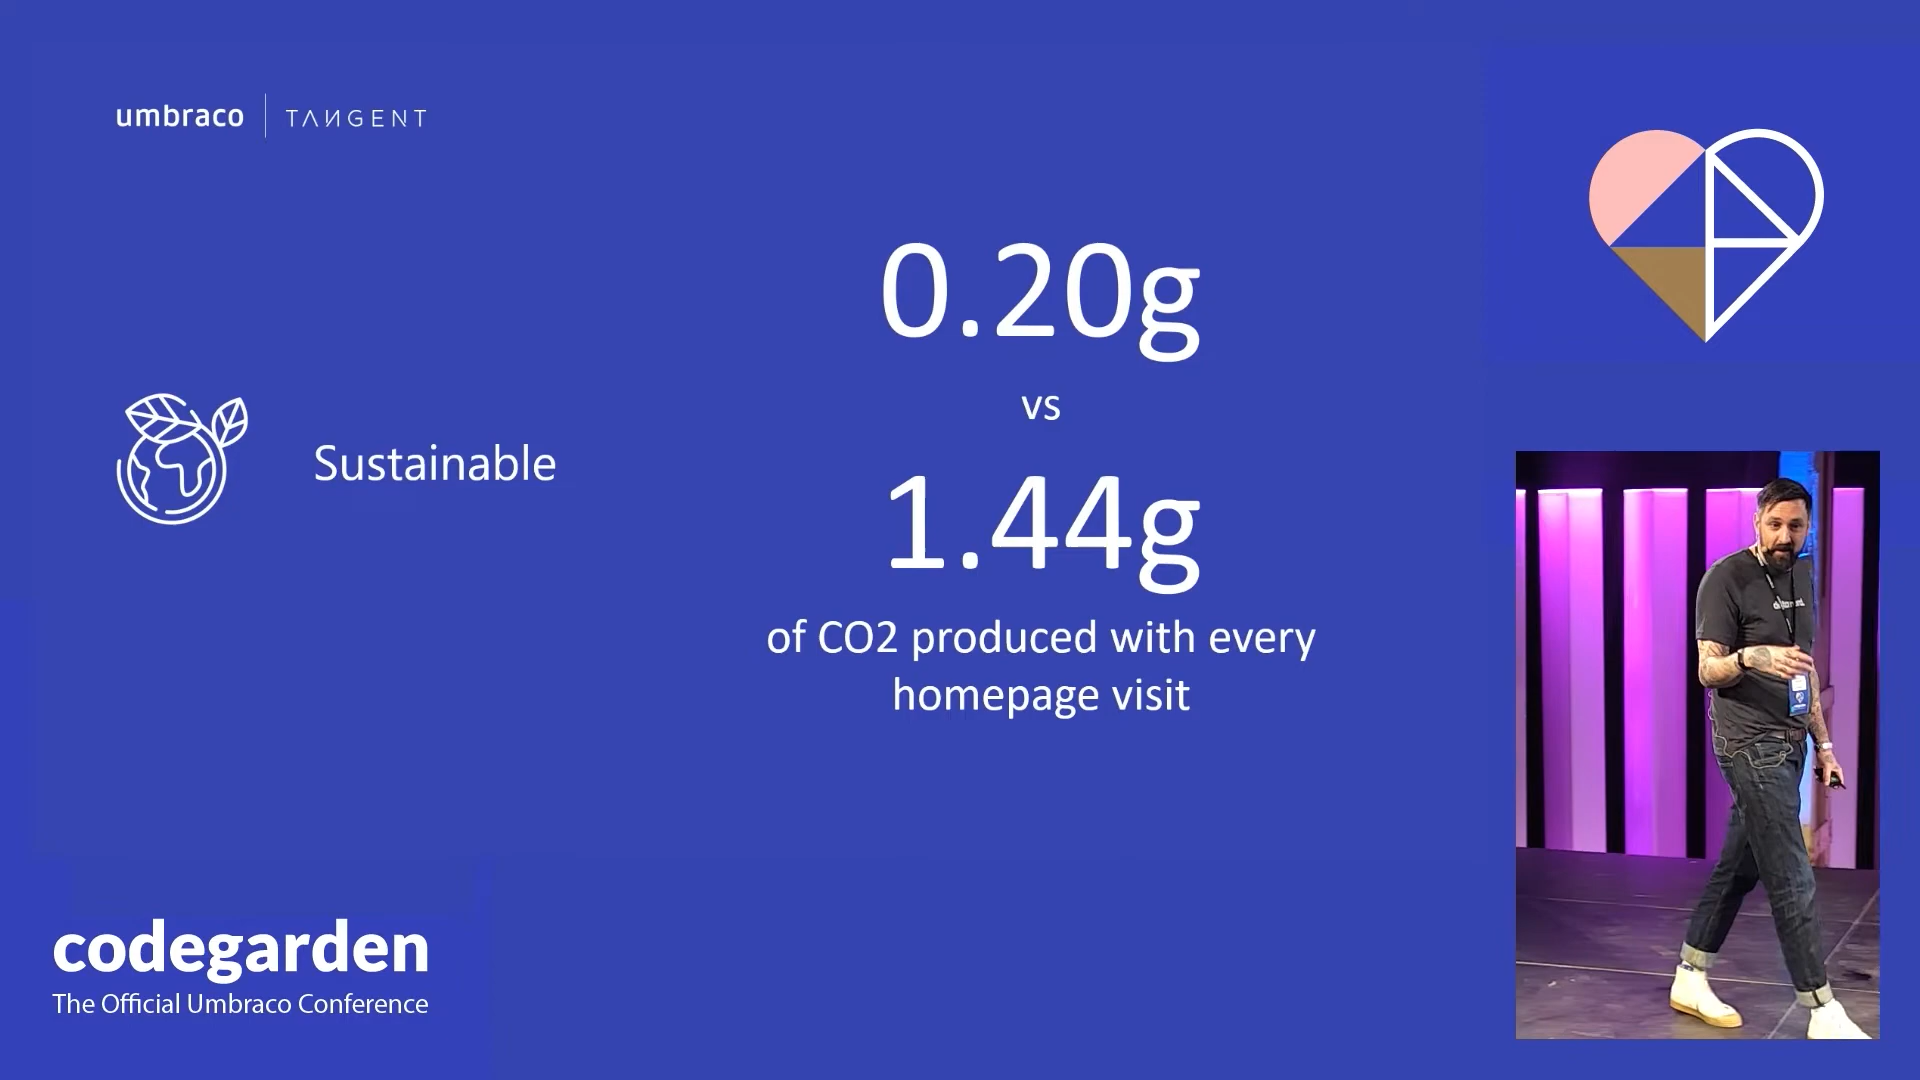 umbraco | TANGENT
0.20g
vs
Sustainable
1.44g
of CO2 produced with every
homepage visit
codegarden
The Official Umbraco Conference